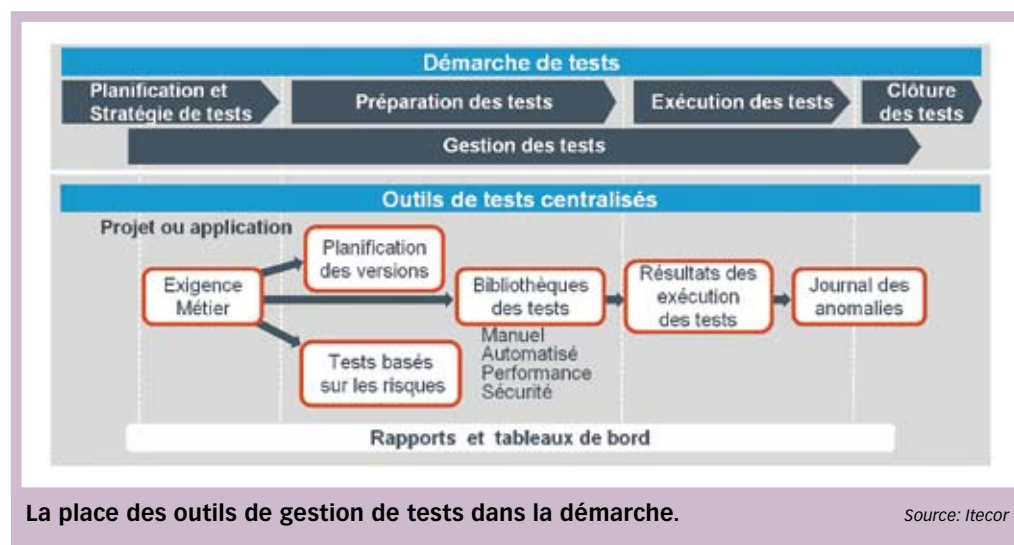 Démarche de tests
Planification et
Stratégie de tests
Préparation des tests
Exécution des tests
Clôture
des tests
Gestion des tests
Outils de tests centralisés
Projet ou application
Planification
des versions
Exigence
Métier
Bibliothèques
des tests
Résultats des
exécution
des tests
Journal des
anomalies
Manuel
Automatisé
Performance
Sécurité
Tests basés
sur les risques
Rapports et tableaux de bord
La place des outils de gestion de tests dans la démarche.
Source: Itecor